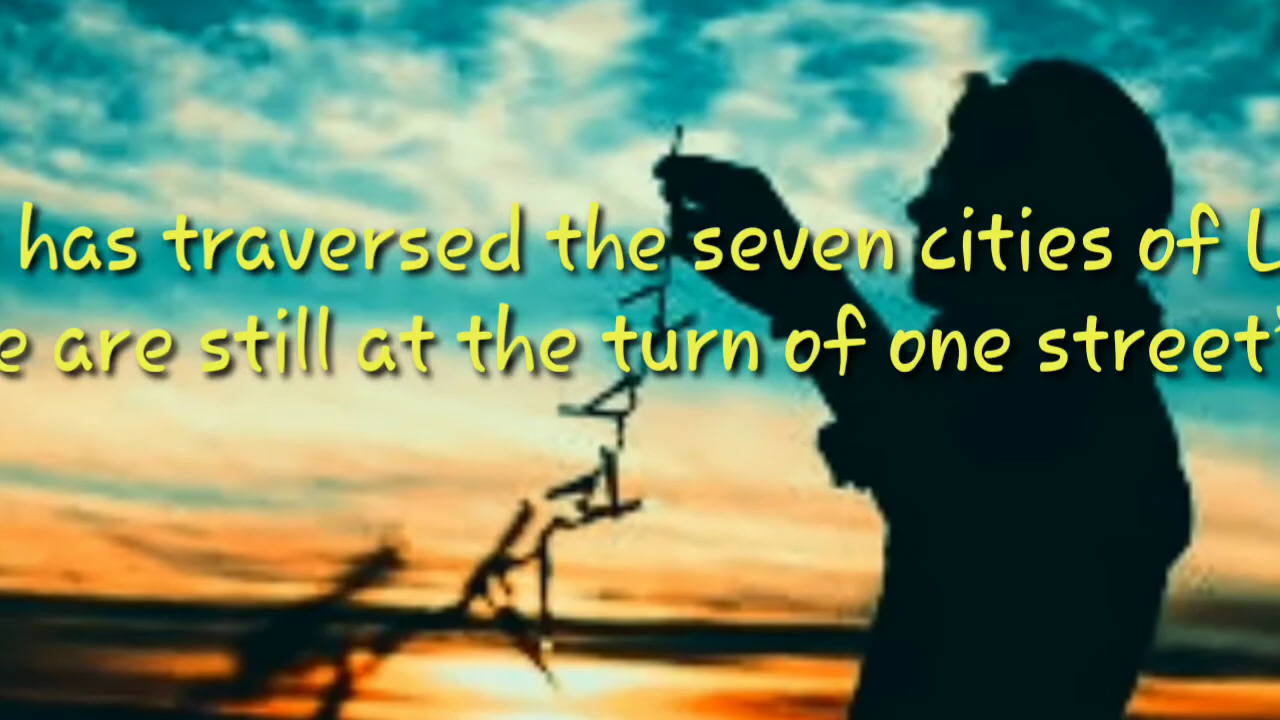 has traversed the seven cities of L
e are still at the turn of one street